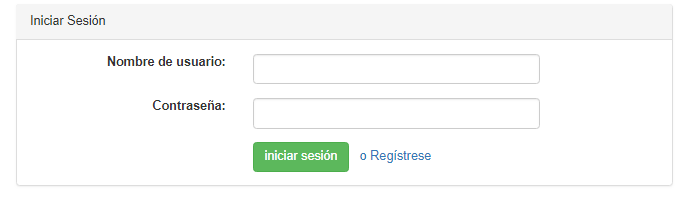 Iniciar Sesión
Nombre de usuario:
Contraseña:
iniciar sesión o Regístrese